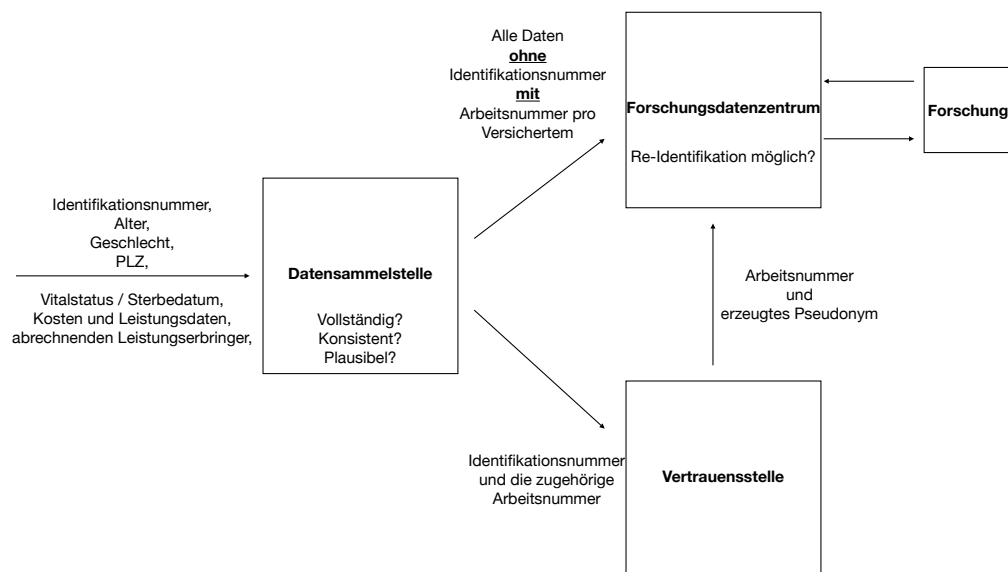 Alle Daten
ohne
Identifikationsnummer
mit
Arbeitsnummer pro
Versichertem
Forschungsdatenzentrum
Re-Identifikation möglich?
Forschung
Identifikationsnummer,
Alter,
Geschlecht,
PLZ,
Vitalstatus / Sterbedatum,
Kosten und Leistungsdaten,
abrechnenden Leistungserbringer,
Datensammelstelle
Vollständig?
Konsistent?
Plausibel?
Arbeitsnummer
und
erzeugtes Pseudonym
Identifikationsnummer
und die zugehörige
Arbeitsnummer
Vertrauensstelle